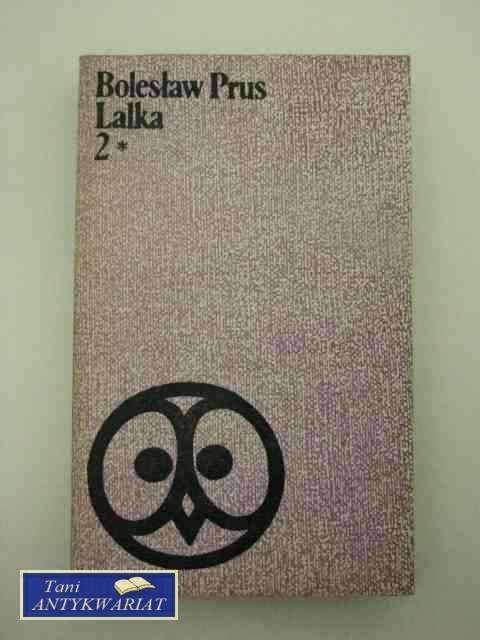 Bolesław Prus
Lalka
2*
Tani
ANTYKWARIAT